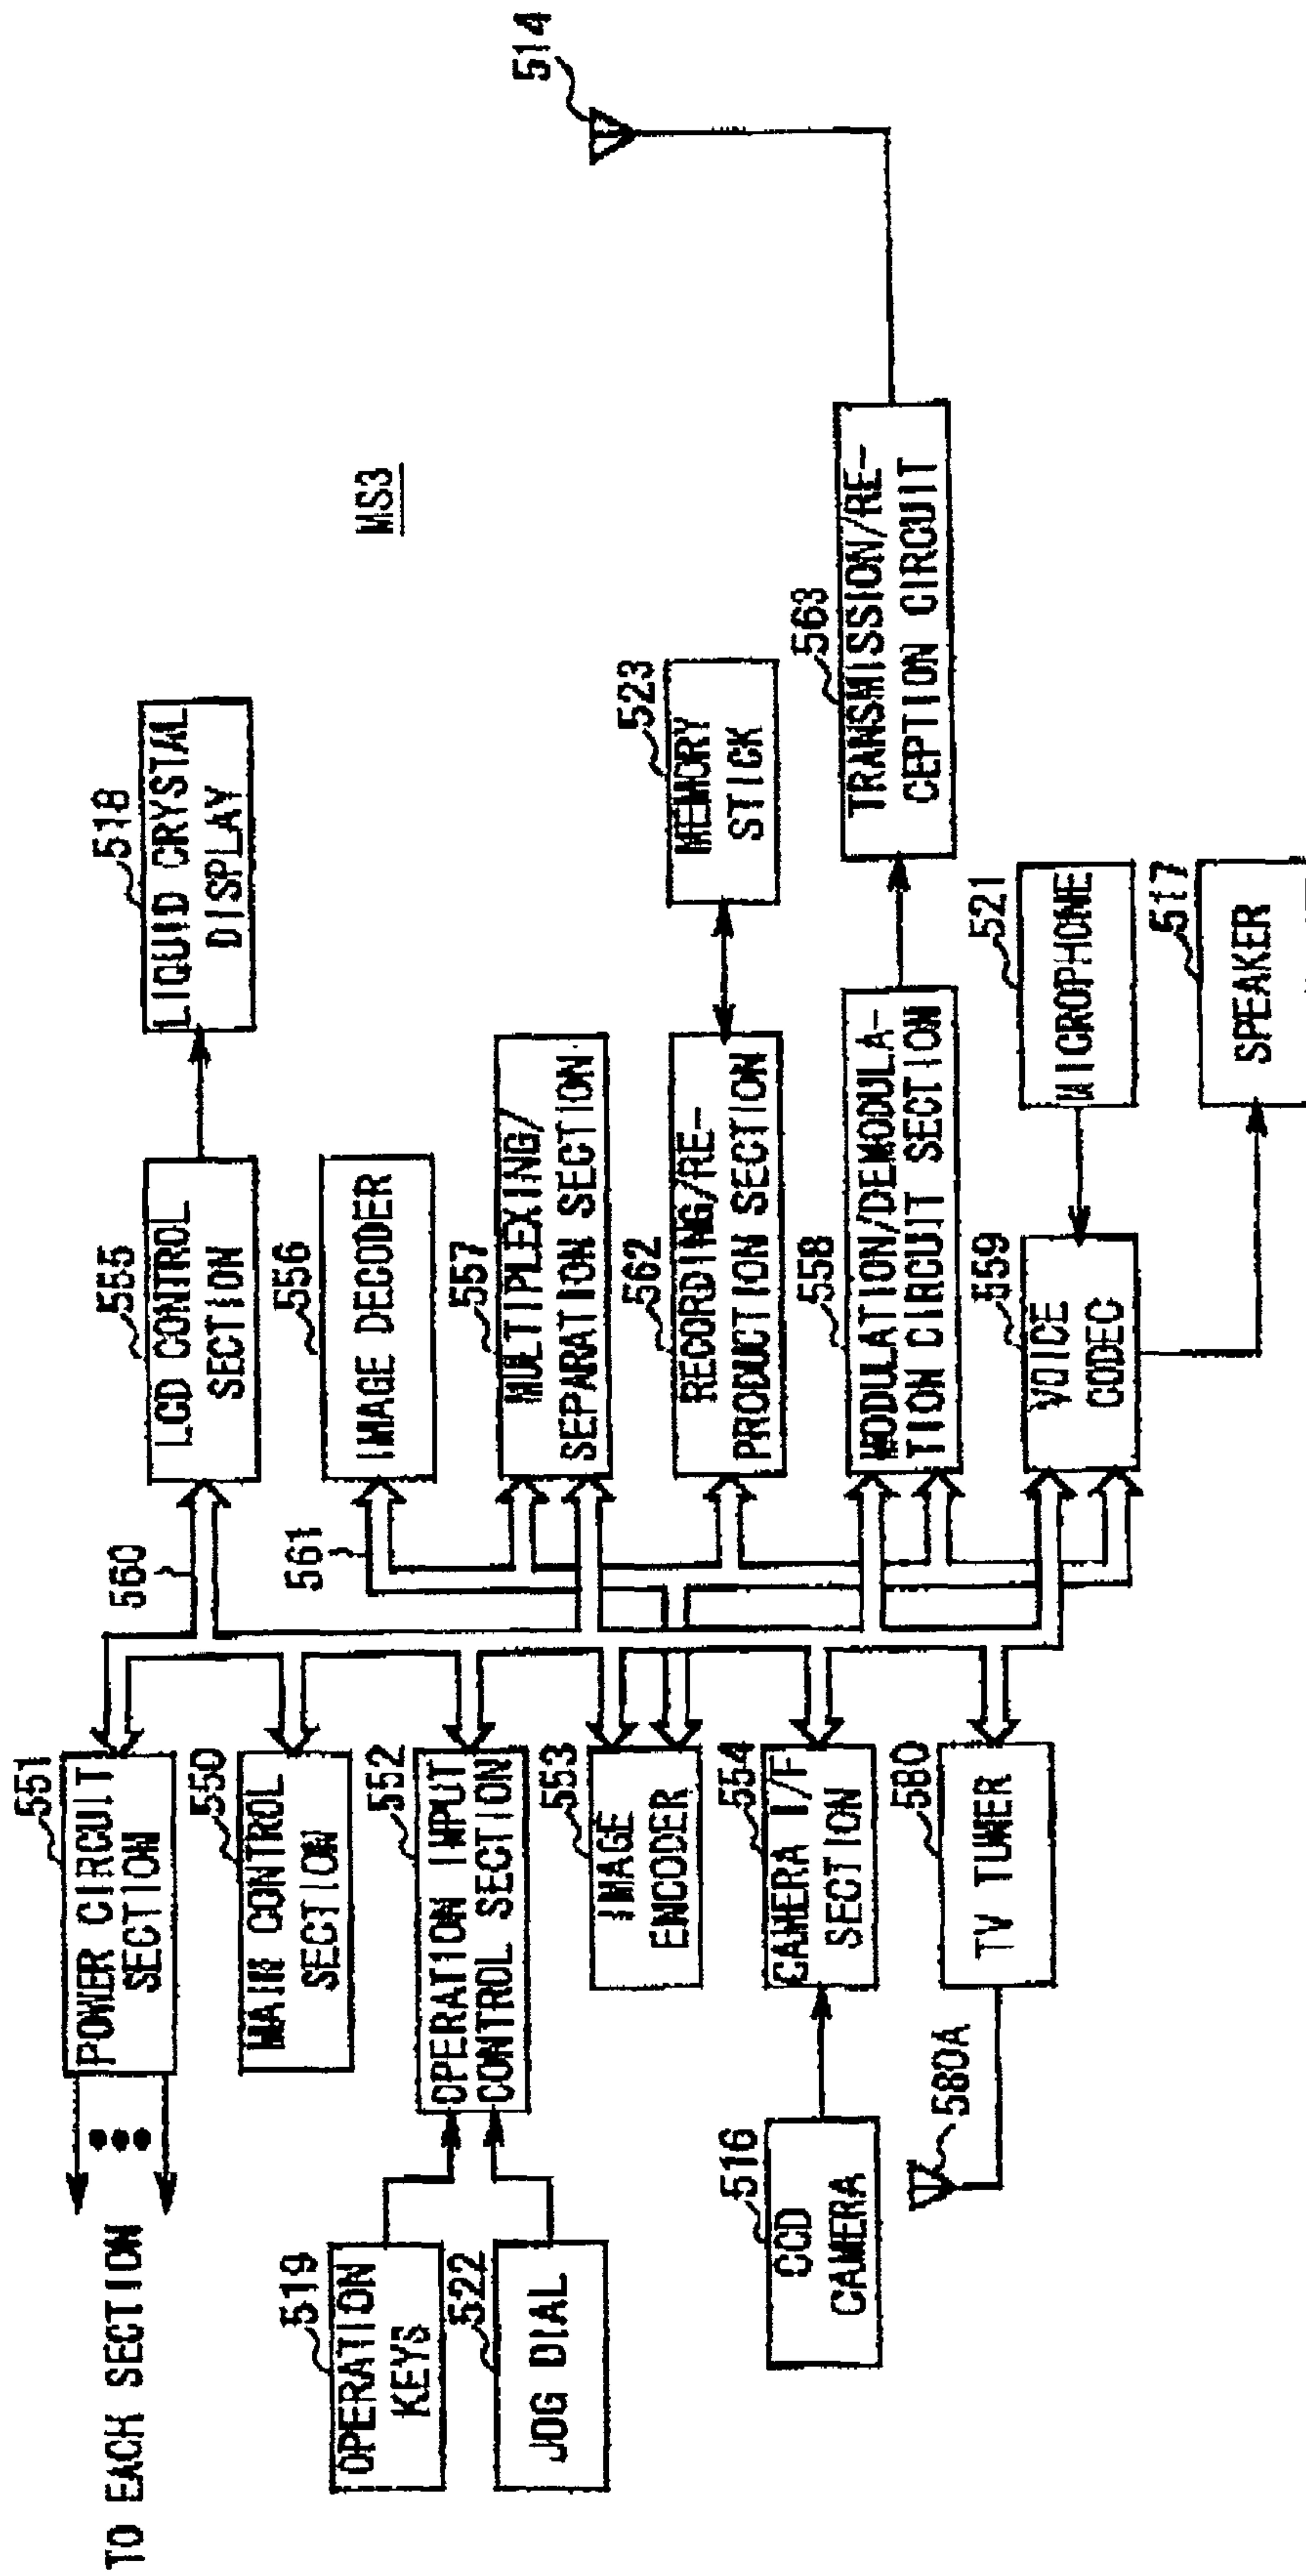 MS3
TO EACH SECTION
551
POWER CIRCUIT
SECTION
550
MAIN CONTROL
SECTION
519
OPERATION
KEYS
522
JOG DIAL
552
OPERATION INPUT
CONTROL SECTION
553
IMAGE
ENCODER
516
CCD
CAMERA
554
CAMERA I/F
SECTION
580A
580
TV TUNER
560
561
555
LCD CONTROL
SECTION
518
LIQUID CRYSTAL
DISPLAY
556
IMAGE DECODER
557
MULTIPLEXING/
SEPARATION SECTION
562
RECORDING/RE-
PRODUCTION SECTION
523
MEMORY
STICK
558
MODULATION/DEMODULA-
TION CIRCUIT SECTION
563
TRANSMISSION/RE-
CEPTION CIRCUIT
514
559
VOICE
CODEC
521
MICROPHONE
517
SPEAKER